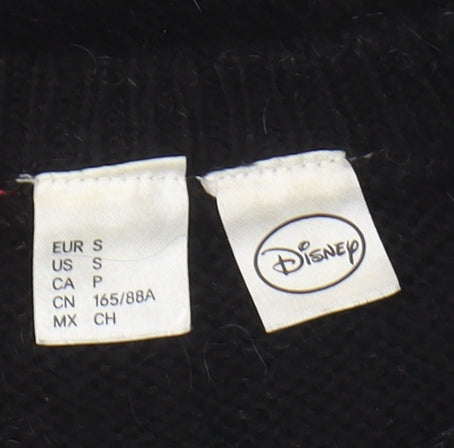 EUR S
US S
CA P
CN 165/88A
MX CH
Disney